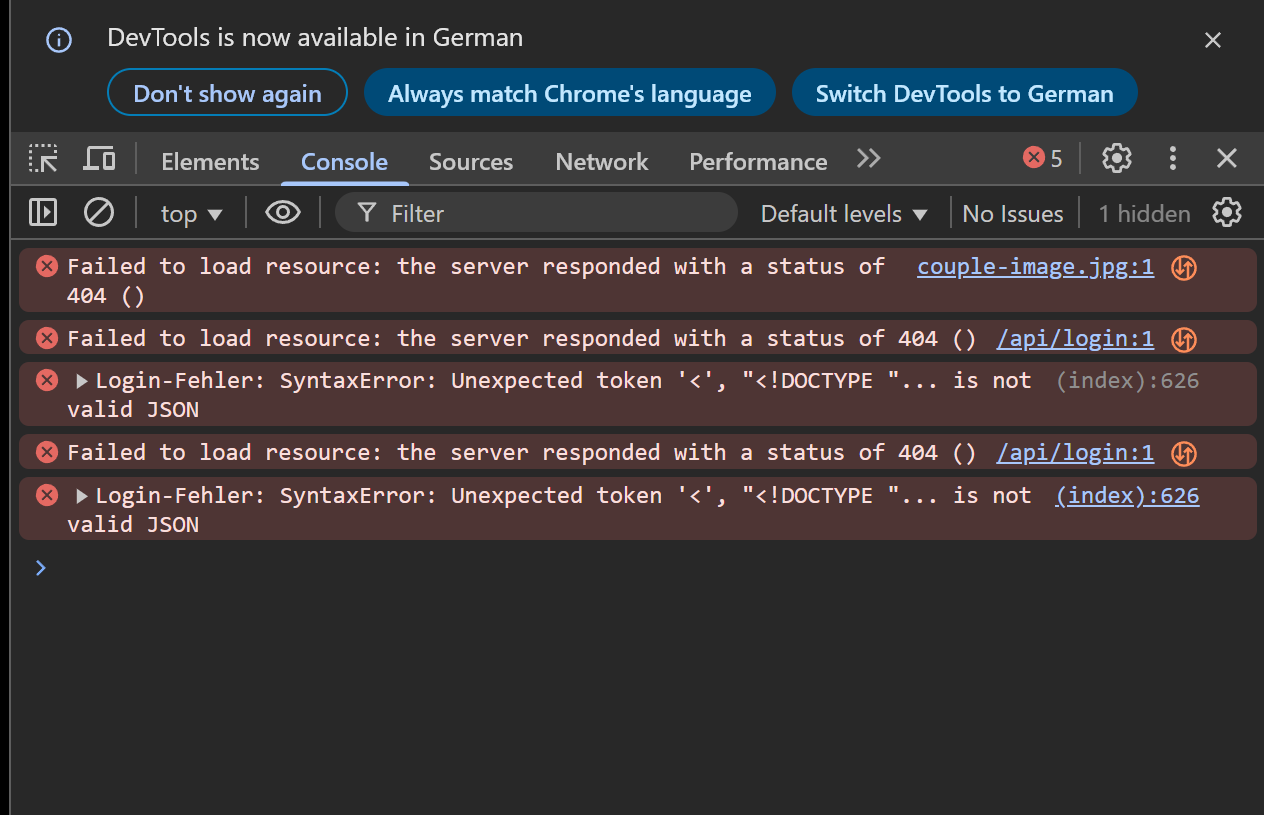 DevTools is now available in German
Don't show again
Always match Chrome's language
Switch DevTools to German
Elements Console Sources Network Performance 5
top Filter Default levels No Issues 1 hidden
Failed to load resource: the server responded with a status of couple-image.jpg:1
404 ()
Failed to load resource: the server responded with a status of 404 () /api/login:1
Login-Fehler: SyntaxError: Unexpected token '<', "<!DOCTYPE "... is not (index):626
valid JSON
Failed to load resource: the server responded with a status of 404 () /api/login:1
Login-Fehler: SyntaxError: Unexpected token '<', "<!DOCTYPE "... is not (index):626
valid JSON